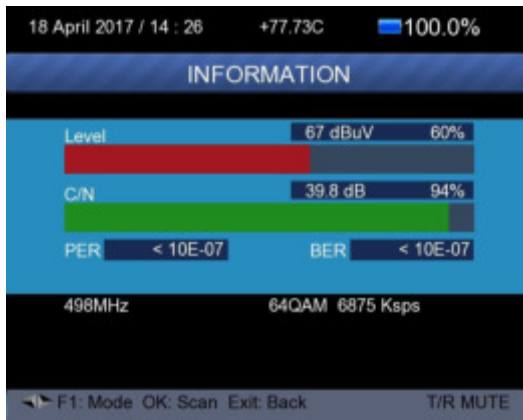 18 April 2017 / 14 : 26 +77.73C 100.0%
INFORMATION
Level 67 dBuV 60%
C/N 39.8 dB 94%
PER < 10E-07 BER < 10E-07
498MHz 64QAM 6875 Ksps
F1: Mode OK: Scan Exit: Back T/R MUTE